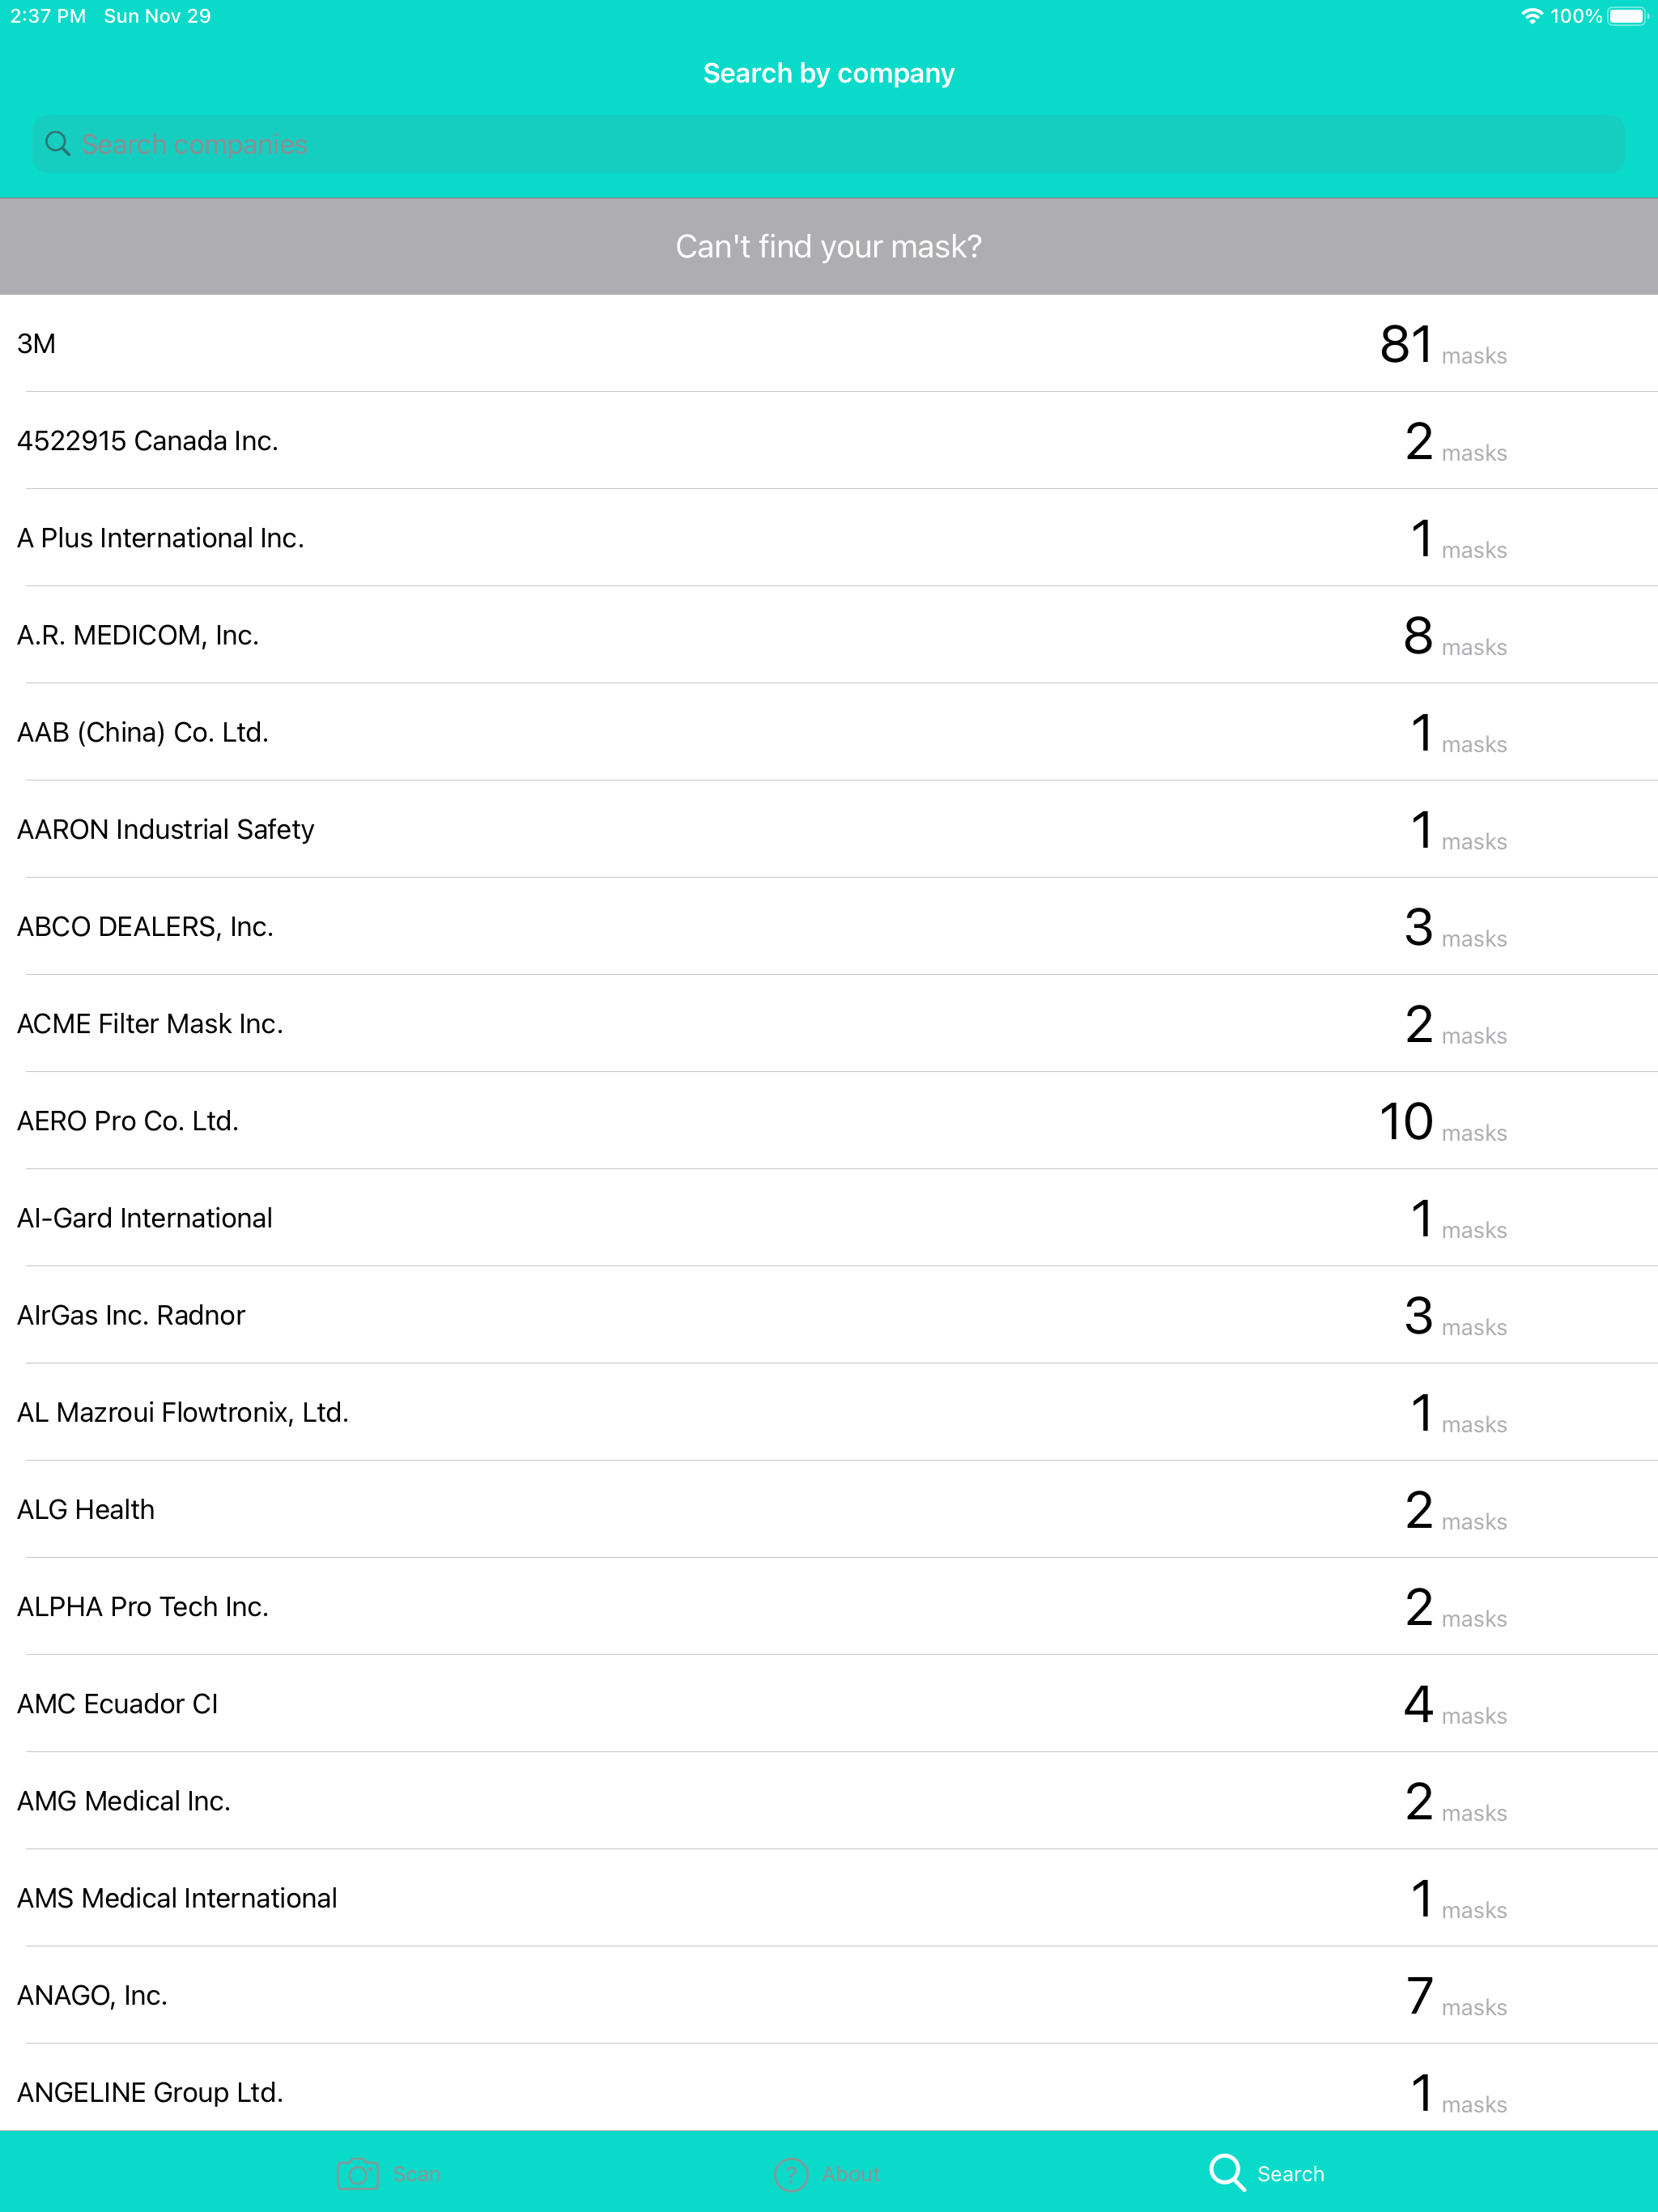 2:37 PM Sun Nov 29 100%
Search by company
Search companies
Can't find your mask?
3M 81 masks
4522915 Canada Inc. 2 masks
A Plus International Inc. 1 masks
A.R. MEDICOM, Inc. 8 masks
AAB (China) Co. Ltd. 1 masks
AARON Industrial Safety 1 masks
ABCO DEALERS, Inc. 3 masks
ACME Filter Mask Inc. 2 masks
AERO Pro Co. Ltd. 10 masks
AI-Gard International 1 masks
AIrGas Inc. Radnor 3 masks
AL Mazroui Flowtronix, Ltd. 1 masks
ALG Health 2 masks
ALPHA Pro Tech Inc. 2 masks
AMC Ecuador CI 4 masks
AMG Medical Inc. 2 masks
AMS Medical International 1 masks
ANAGO, Inc. 7 masks
ANGELINE Group Ltd. 1 masks
Scan ? About Search